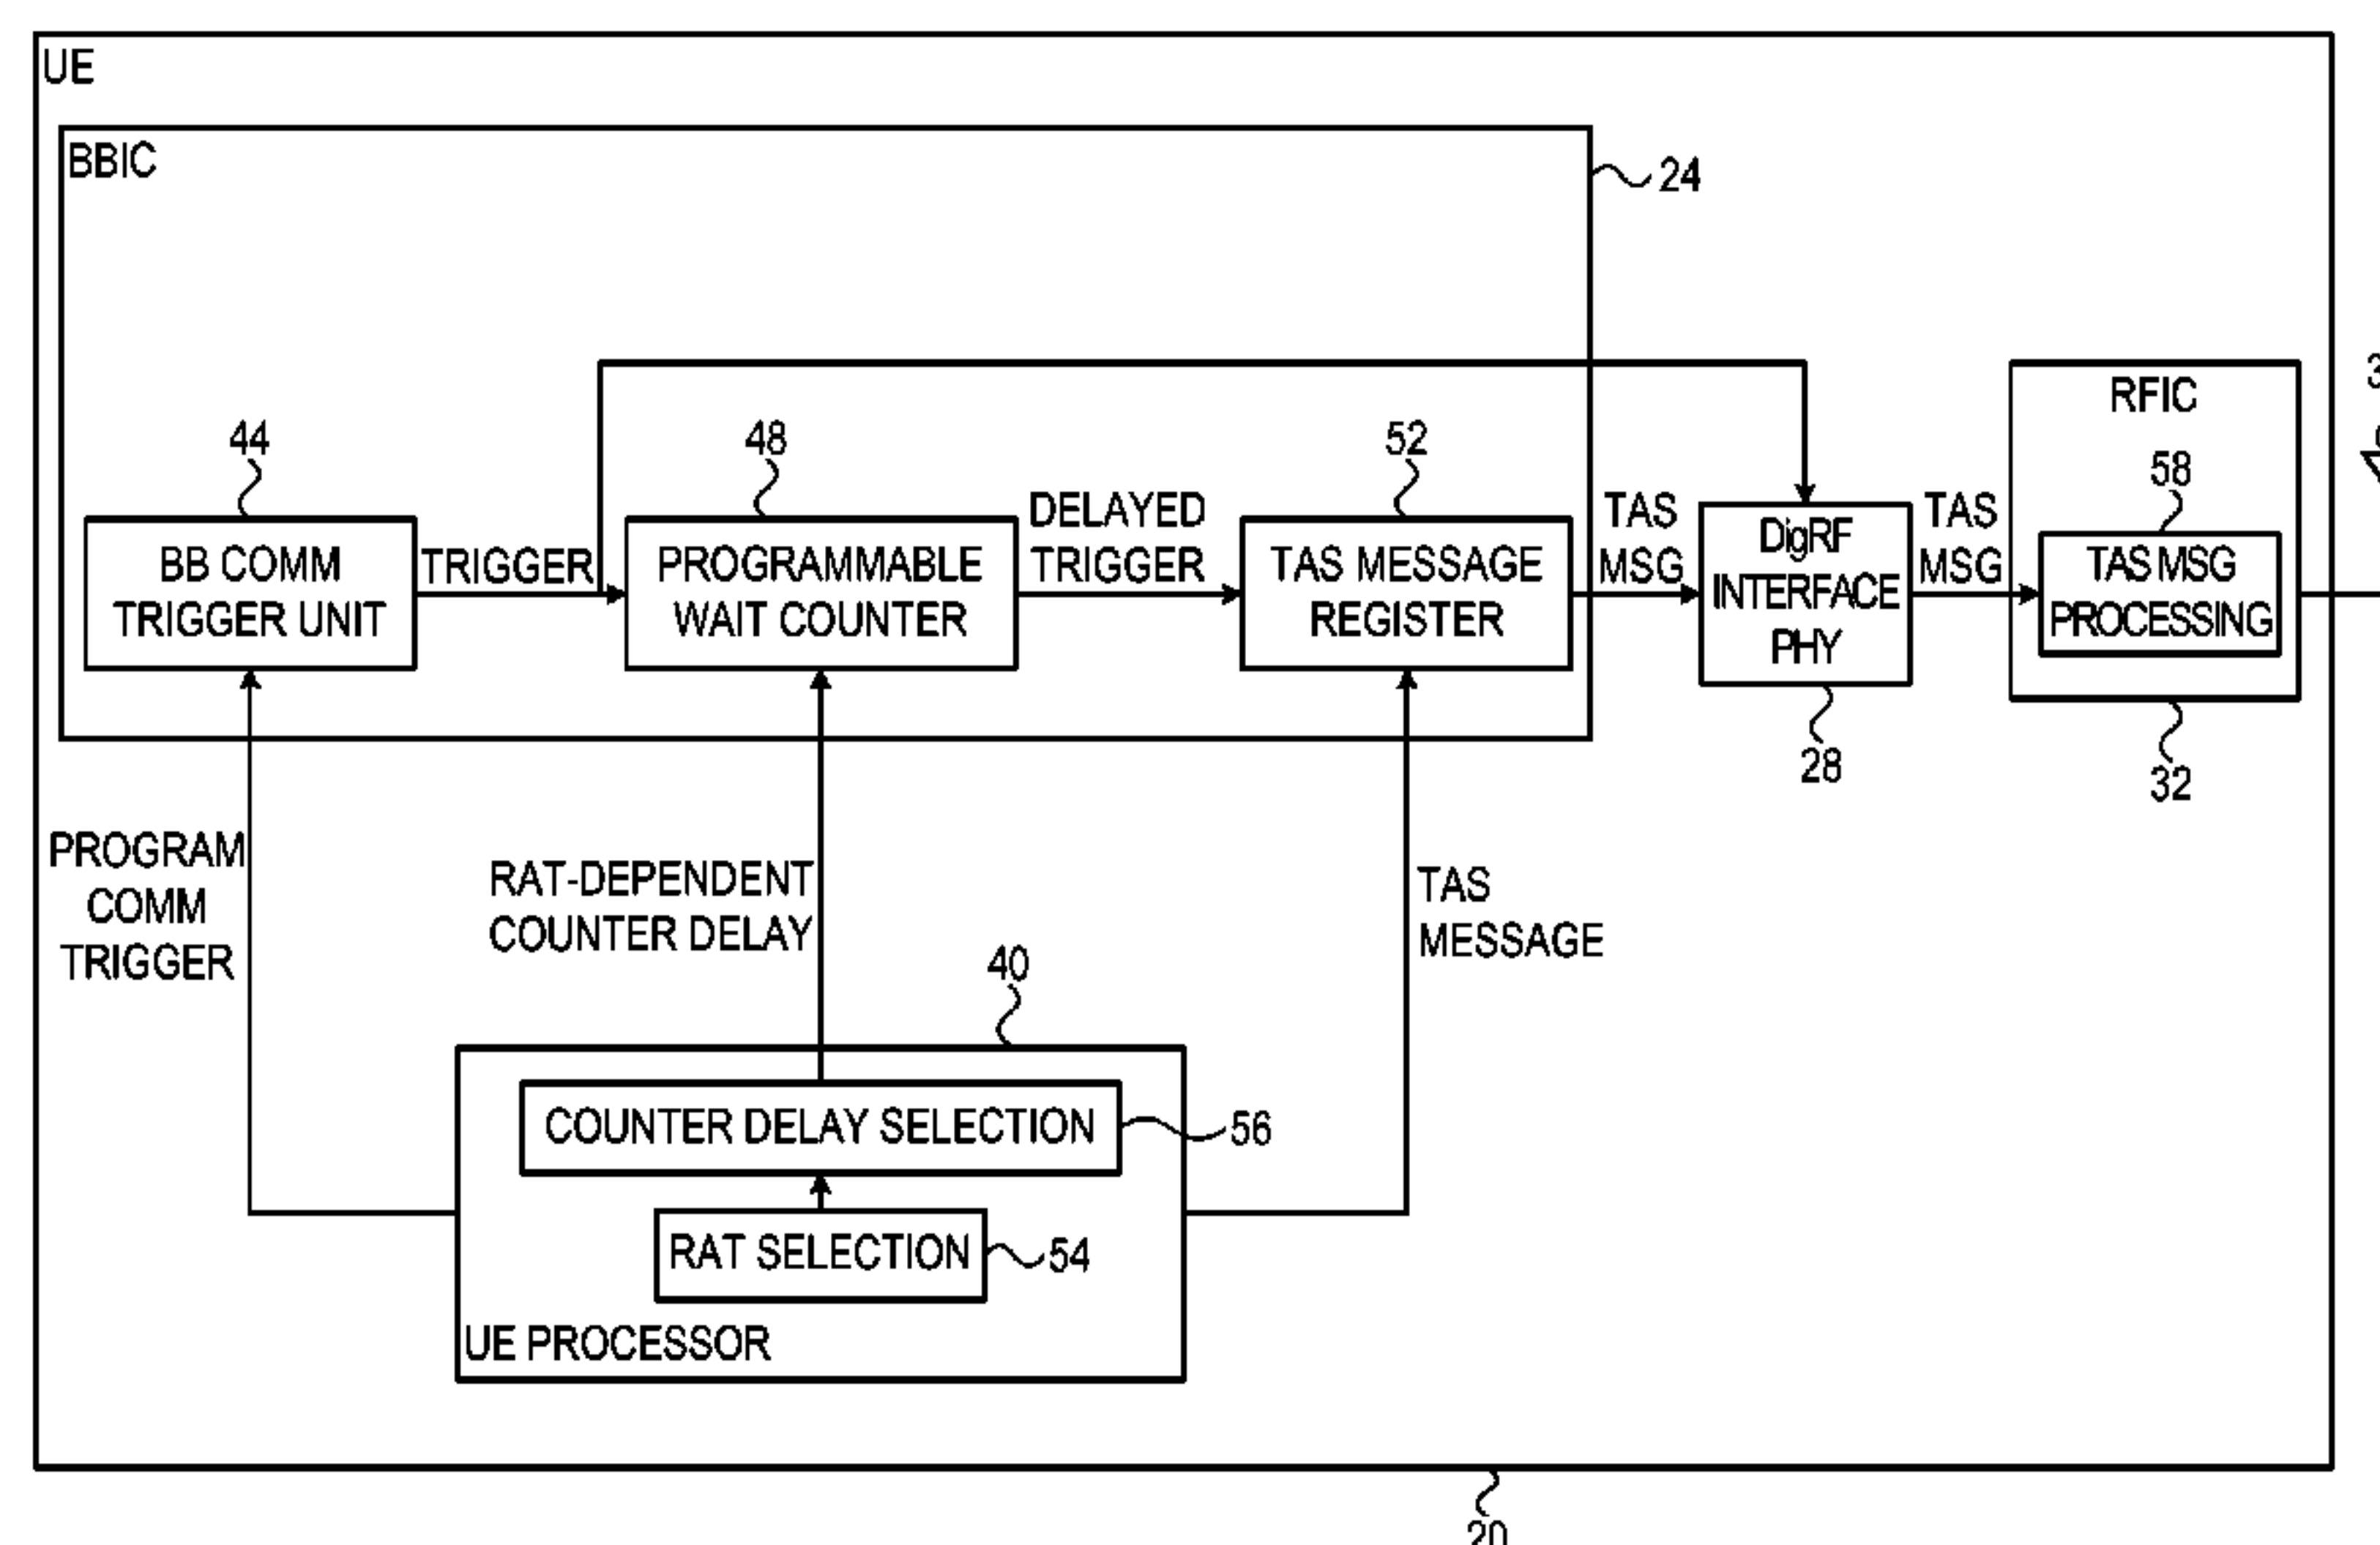 UE
BBIC
24
RFIC
44
48
52
58
BB COMM
TRIGGER UNIT
TRIGGER
PROGRAMMABLE
WAIT COUNTER
DELAYED
TRIGGER
TAS MESSAGE
REGISTER
TAS
MSG
DigRF
INTERFACE
PHY
TAS
MSG
TAS MSG
PROCESSING
28
32
PROGRAM
COMM
TRIGGER
RAT-DEPENDENT
COUNTER DELAY
TAS
MESSAGE
40
COUNTER DELAY SELECTION
56
RAT SELECTION
54
UE PROCESSOR
20